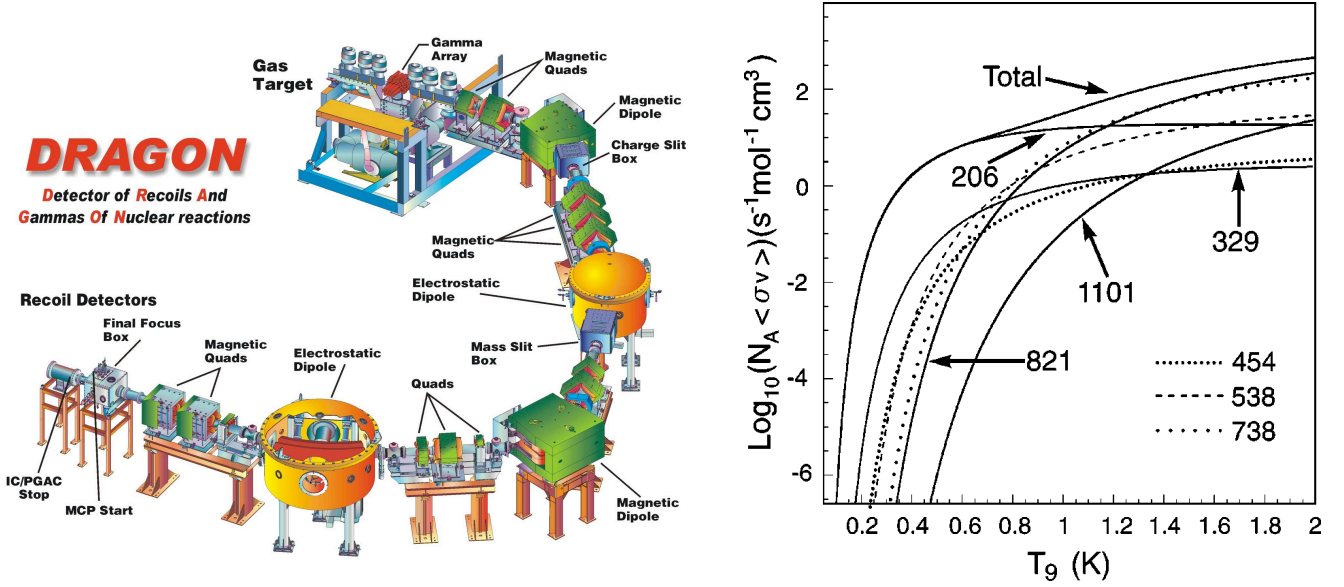 Gas
Target
Gamma
Array
Magnetic
Quads
Magnetic
Dipole
Charge Slit
Box
DRAGON
Detector of Recoils And
Gammas Of Nuclear reactions
Magnetic
Quads
Electrostatic
Dipole
Recoil Detectors
Final Focus
Box
Magnetic
Quads
Electrostatic
Dipole
Mass Slit
Box
Quads
IC/PGAC
Stop
MCP Start
Magnetic
Dipole
Log10(NA < σv >)(s-1mol-1 cm3)
2
0
-2
-4
-6
Total
206
329
1101
821
454
538
738
0.2 0.4 0.6 0.8 1 1.2 1.4 1.6 1.8 2
T9 (K)